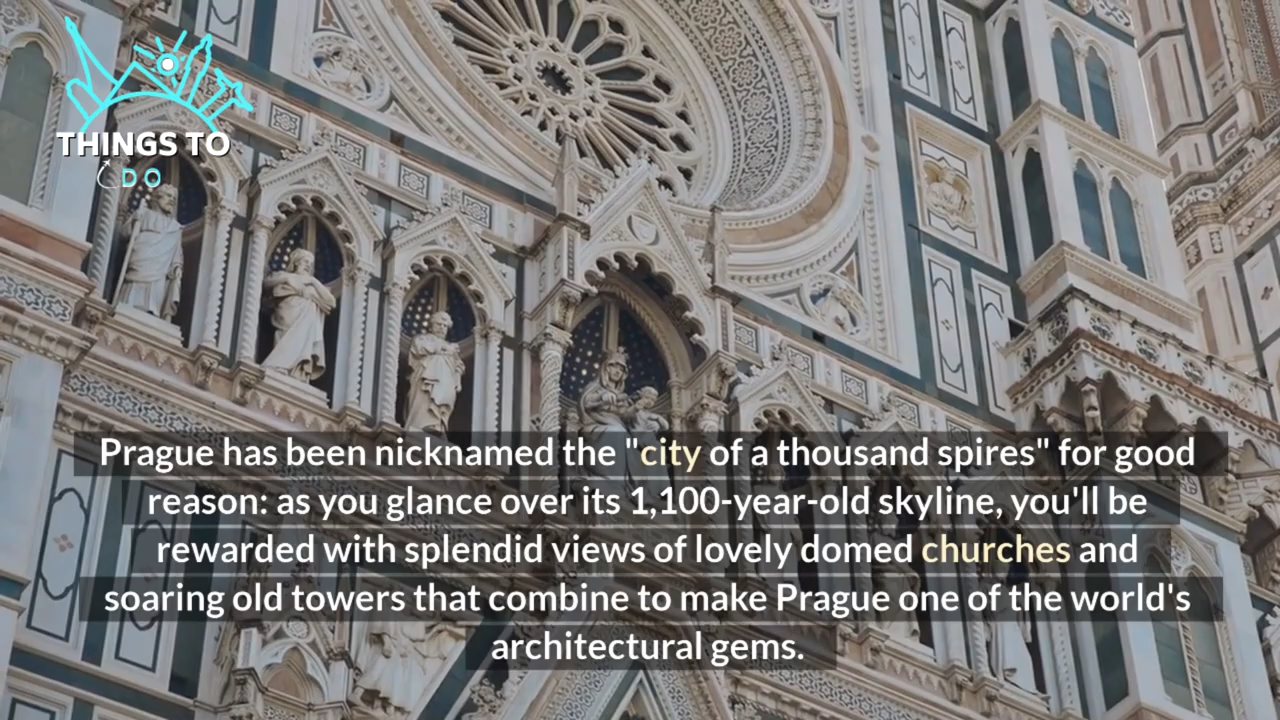 THINGS TO
DO
Prague has been nicknamed the "city of a thousand spires" for good
reason: as you glance over its 1,100-year-old skyline, you'll be
rewarded with splendid views of lovely domed churches and
soaring old towers that combine to make Prague one of the world's
architectural gems.